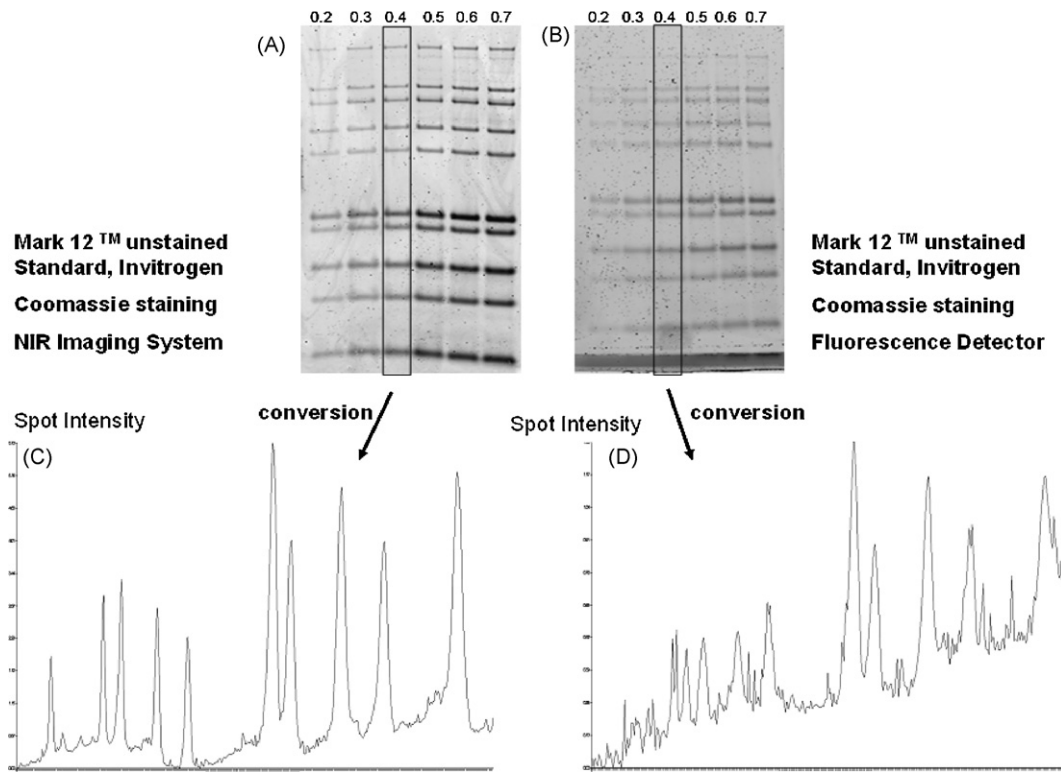 0.2 0.3 0.4 0.5 0.6 0.7
(A)
0.2 0.3 0.4 0.5 0.6 0.7
(B)
Mark 12 ™ unstained
Standard, Invitrogen
Coomassie staining
NIR Imaging System
Mark 12 ™ unstained
Standard, Invitrogen
Coomassie staining
Fluorescence Detector
conversion
conversion
Spot Intensity
(C)
Spot Intensity
(D)